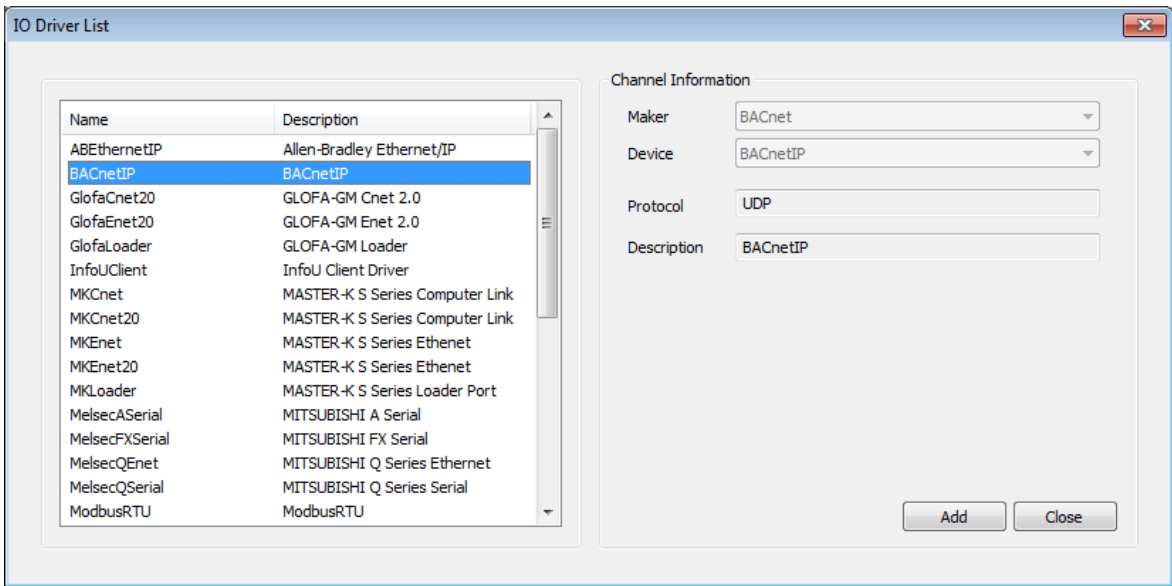 IO Driver List
Name Description
ABEthernetIP Allen-Bradley Ethernet/IP
BACnetIP BACnetIP
GlofaCnet20 GLOFA-GM Cnet 2.0
GlofaEnet20 GLOFA-GM Enet 2.0
GlofaLoader GLOFA-GM Loader
InfoUClient InfoU Client Driver
MKCnet MASTER-K S Series Computer Link
MKCnet20 MASTER-K S Series Computer Link
MKEnet MASTER-K S Series Ethenet
MKEnet20 MASTER-K S Series Ethenet
MKLoader MASTER-K S Series Loader Port
MelsecASerial MITSUBISHI A Serial
MelsecFXSerial MITSUBISHI FX Serial
MelsecQEnet MITSUBISHI Q Series Ethernet
MelsecQSerial MITSUBISHI Q Series Serial
ModbusRTU ModbusRTU
Channel Information
Maker BACnet
Device BACnetIP
Protocol UDP
Description BACnetIP
Add Close